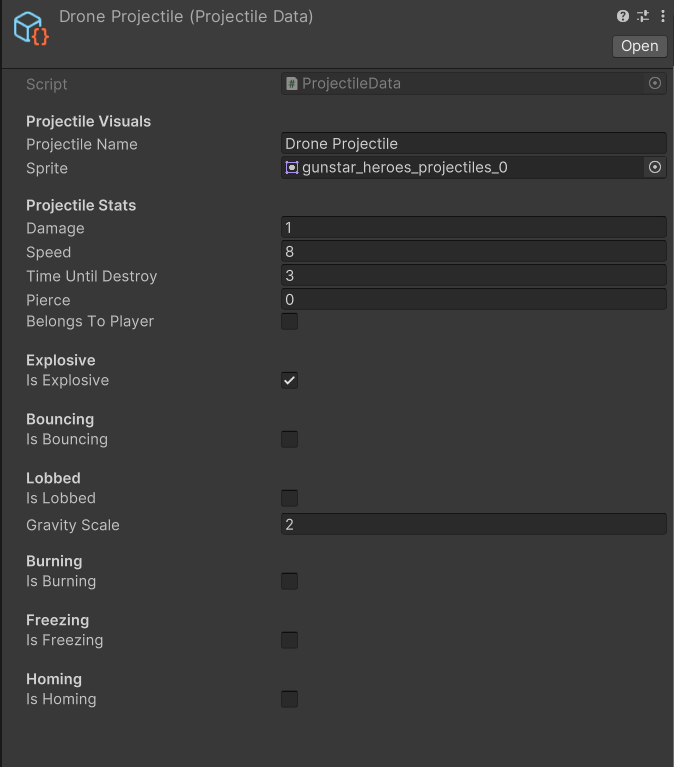 Drone Projectile (Projectile Data)
Open
Script ProjectileData
Projectile Visuals
Projectile Name Drone Projectile
Sprite gunstar_heroes_projectiles_0
Projectile Stats
Damage 1
Speed 8
Time Until Destroy 3
Pierce 0
Belongs To Player
Explosive
Is Explosive
Bouncing
Is Bouncing
Lobbed
Is Lobbed
Gravity Scale 2
Burning
Is Burning
Freezing
Is Freezing
Homing
Is Homing